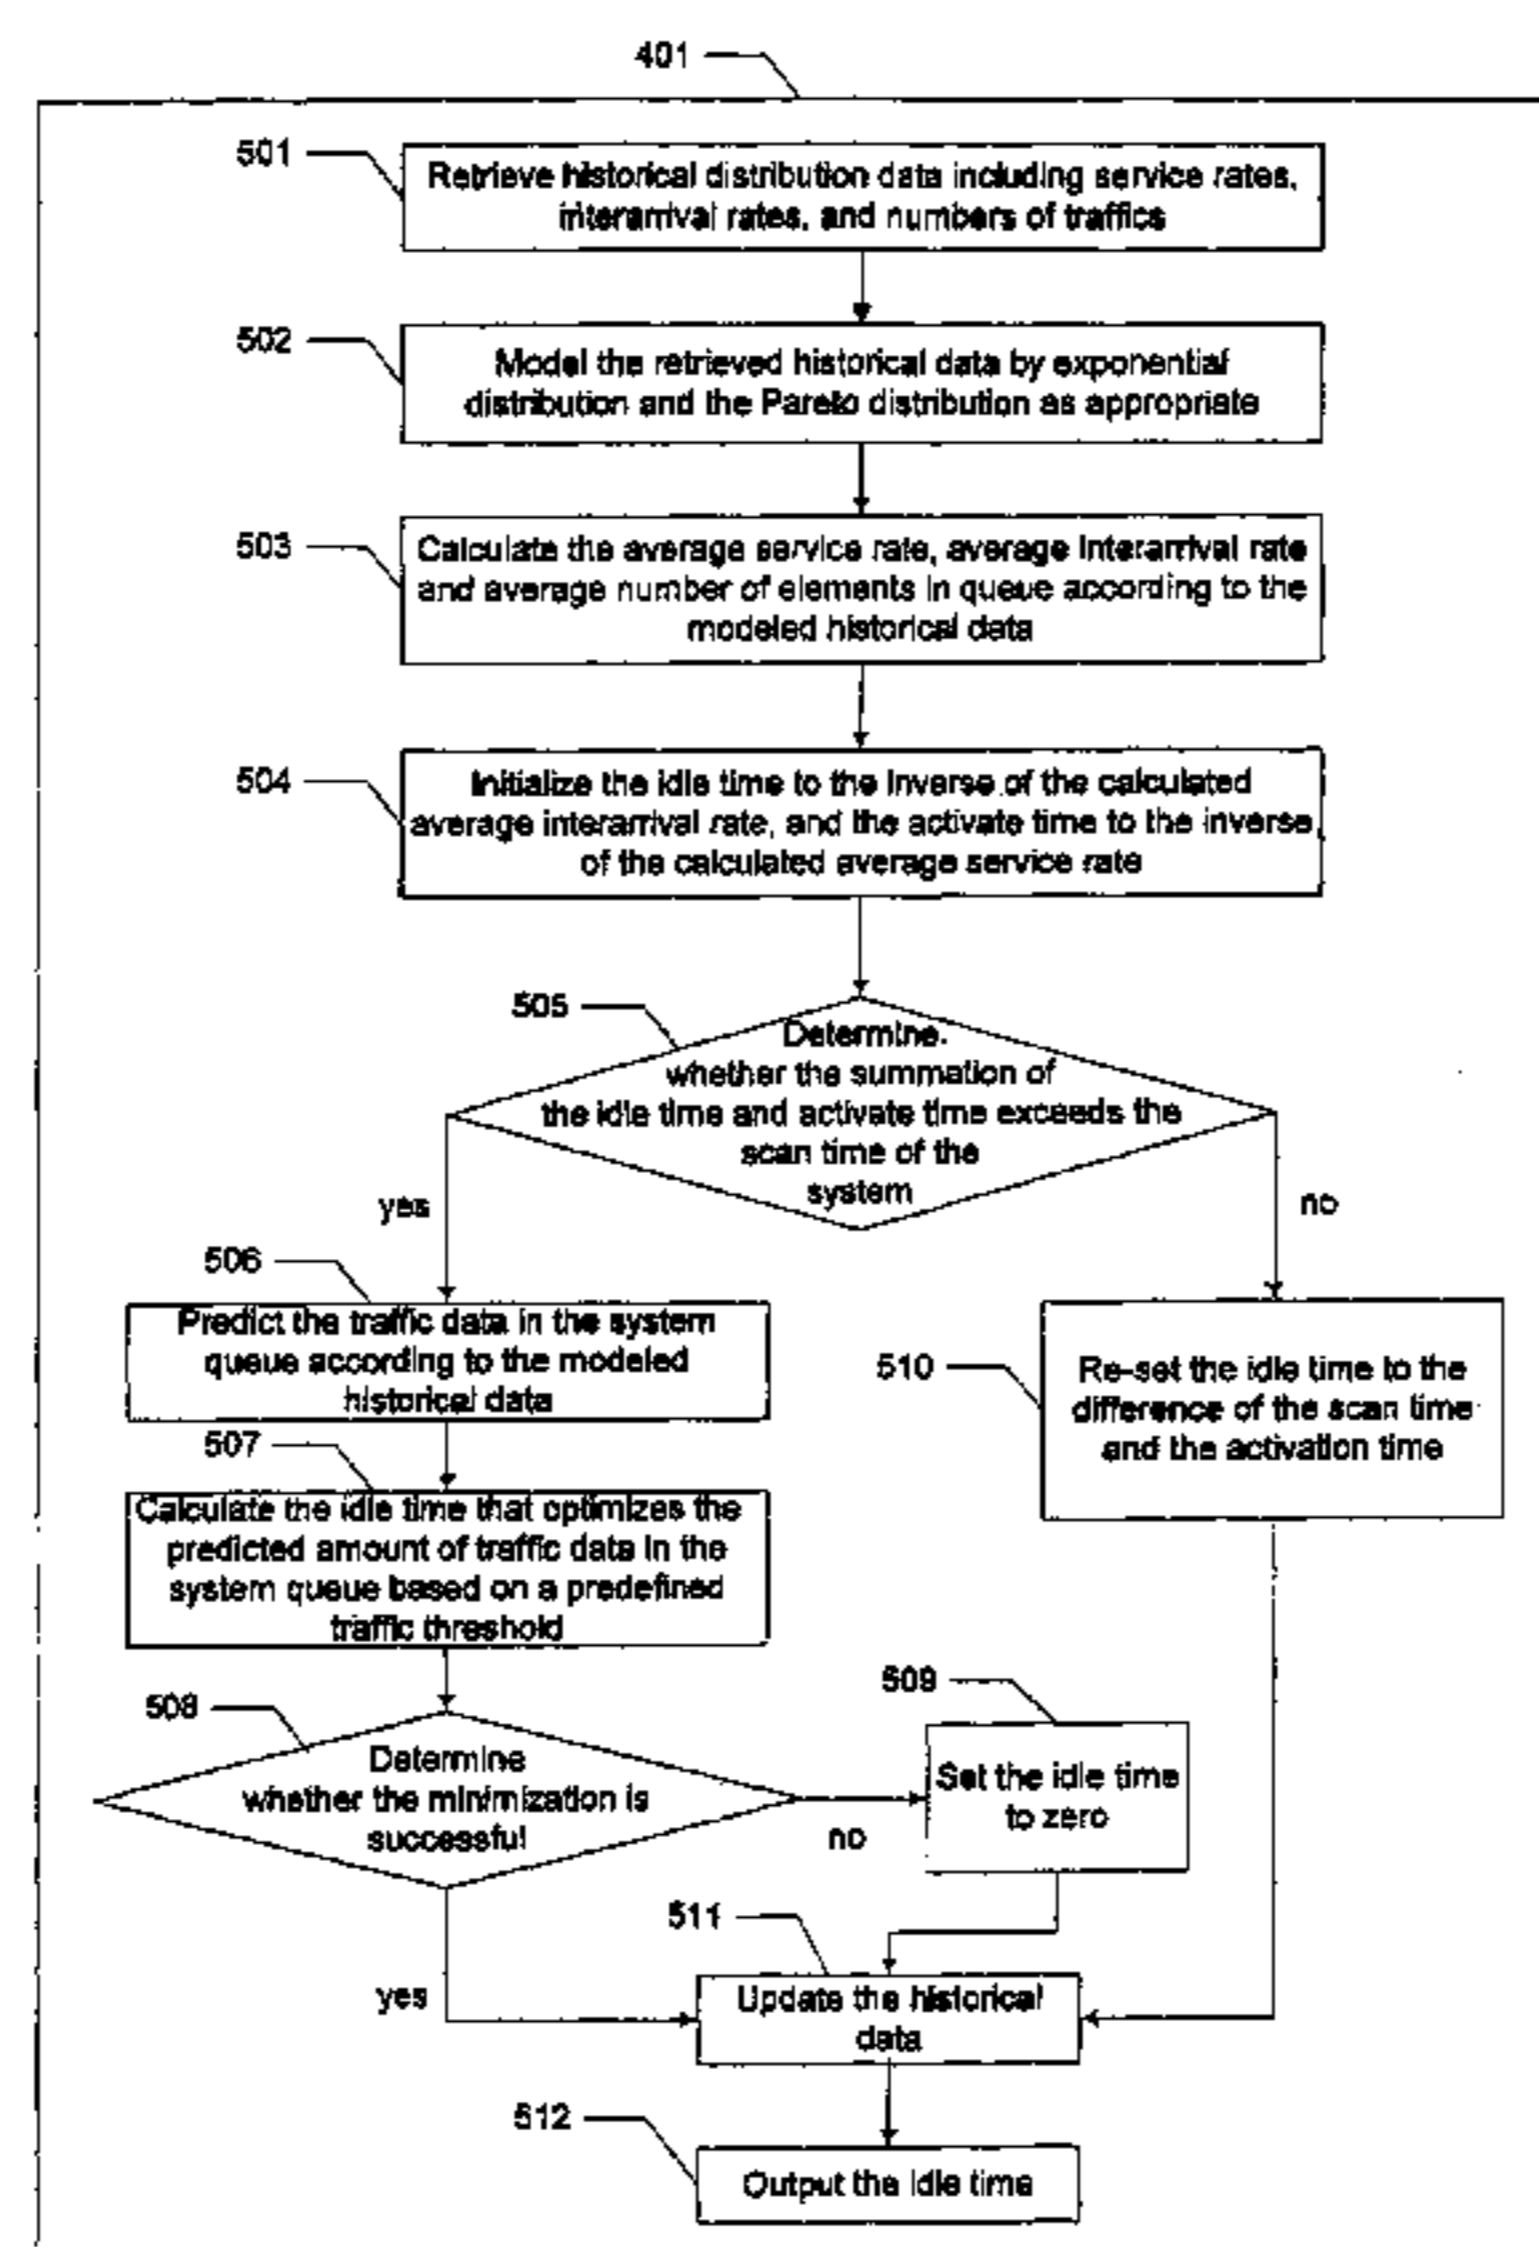 401
501
Retrieve historical distribution data including service rates,
interarrival rates, and numbers of traffics
502
Model the retrieved historical data by exponential
distribution and the Pareto distribution as appropriate
503
Calculate the average service rate, average interarrival rate
and average number of elements in queue according to the
modeled historical data
504
Initialize the idle time to the inverse of the calculated
average interarrival rate, and the activate time to the inverse
of the calculated average service rate
505
Determine
whether the summation of
the idle time and activate time exceeds the
scan time of the
system
yes
no
506
Predict the traffic data in the system
queue according to the modeled
historical data
510
Re-set the idle time to the
difference of the scan time
and the activation time
507
Calculate the idle time that optimizes the
predicted amount of traffic data in the
system queue based on a predefined
traffic threshold
508
Determine
whether the minimization is
successful
no
509
Set the idle time
to zero
yes
511
Update the historical
data
512
Output the idle time